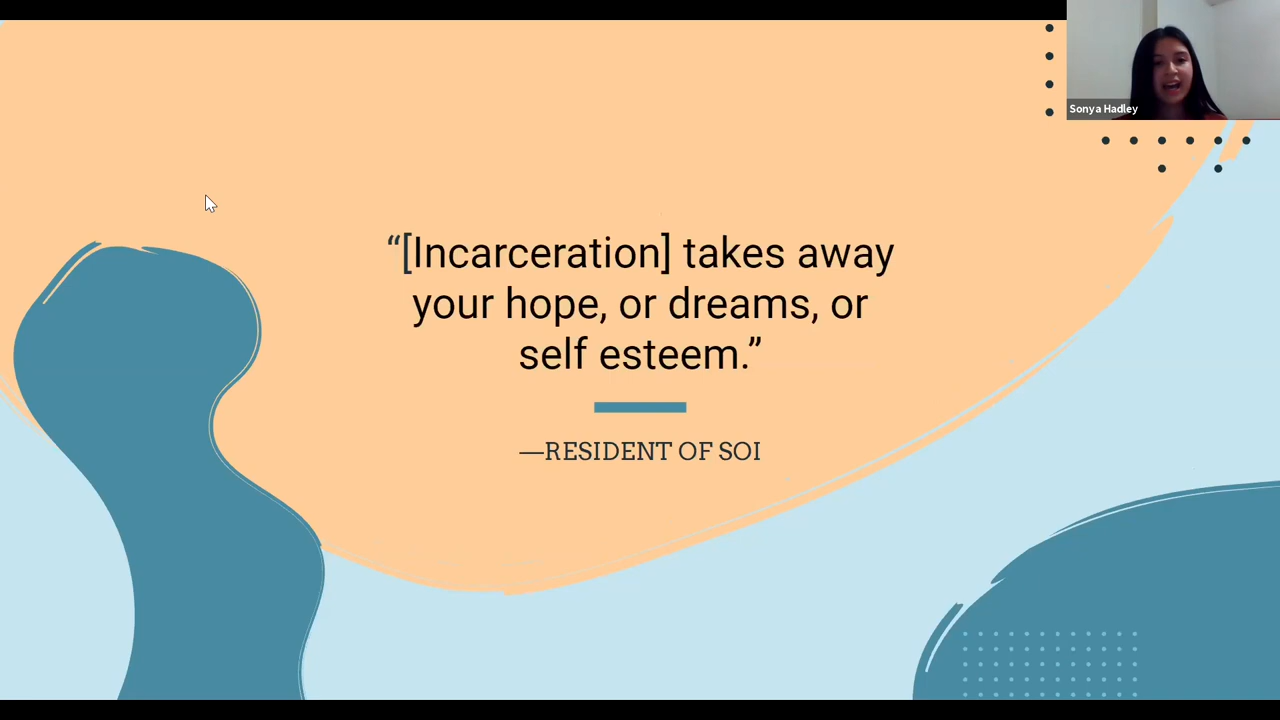 Sonya Hadley
“[Incarceration] takes away
your hope, or dreams, or
self esteem.”
—RESIDENT OF SOI